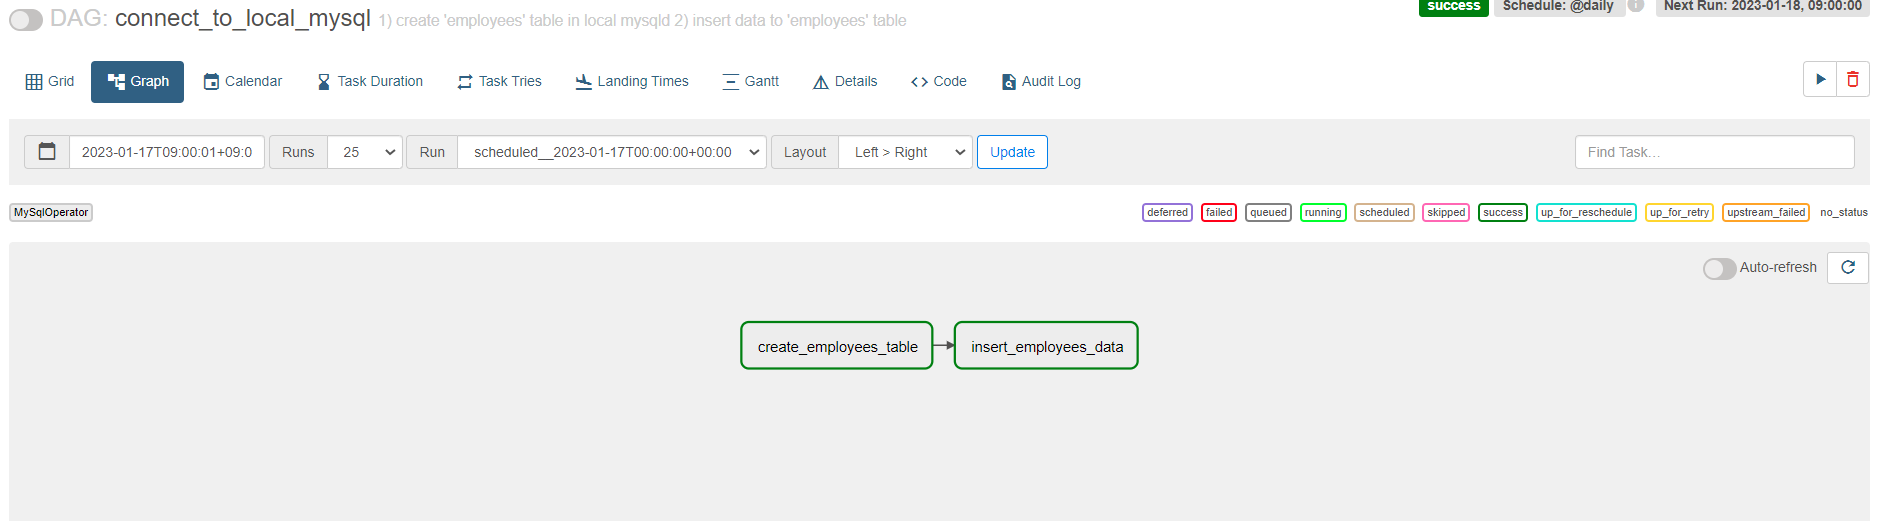 DAG: connect_to_local_mysql 1) create 'employees' table in local mysqld 2) insert data to 'employees' table
success Schedule: @daily Next Run: 2023-01-18, 09:00:00
Grid Graph Calendar Task Duration Task Tries Landing Times Gantt Details Code Audit Log
2023-01-17T09:00:01+09:0 Runs 25 Run scheduled__2023-01-17T00:00:00+00:00 Layout Left > Right Update Find Task...
MySqlOperator deferred failed queued running scheduled skipped success up_for_reschedule up_for_retry upstream_failed no_status
Auto-refresh
create_employees_table insert_employees_data